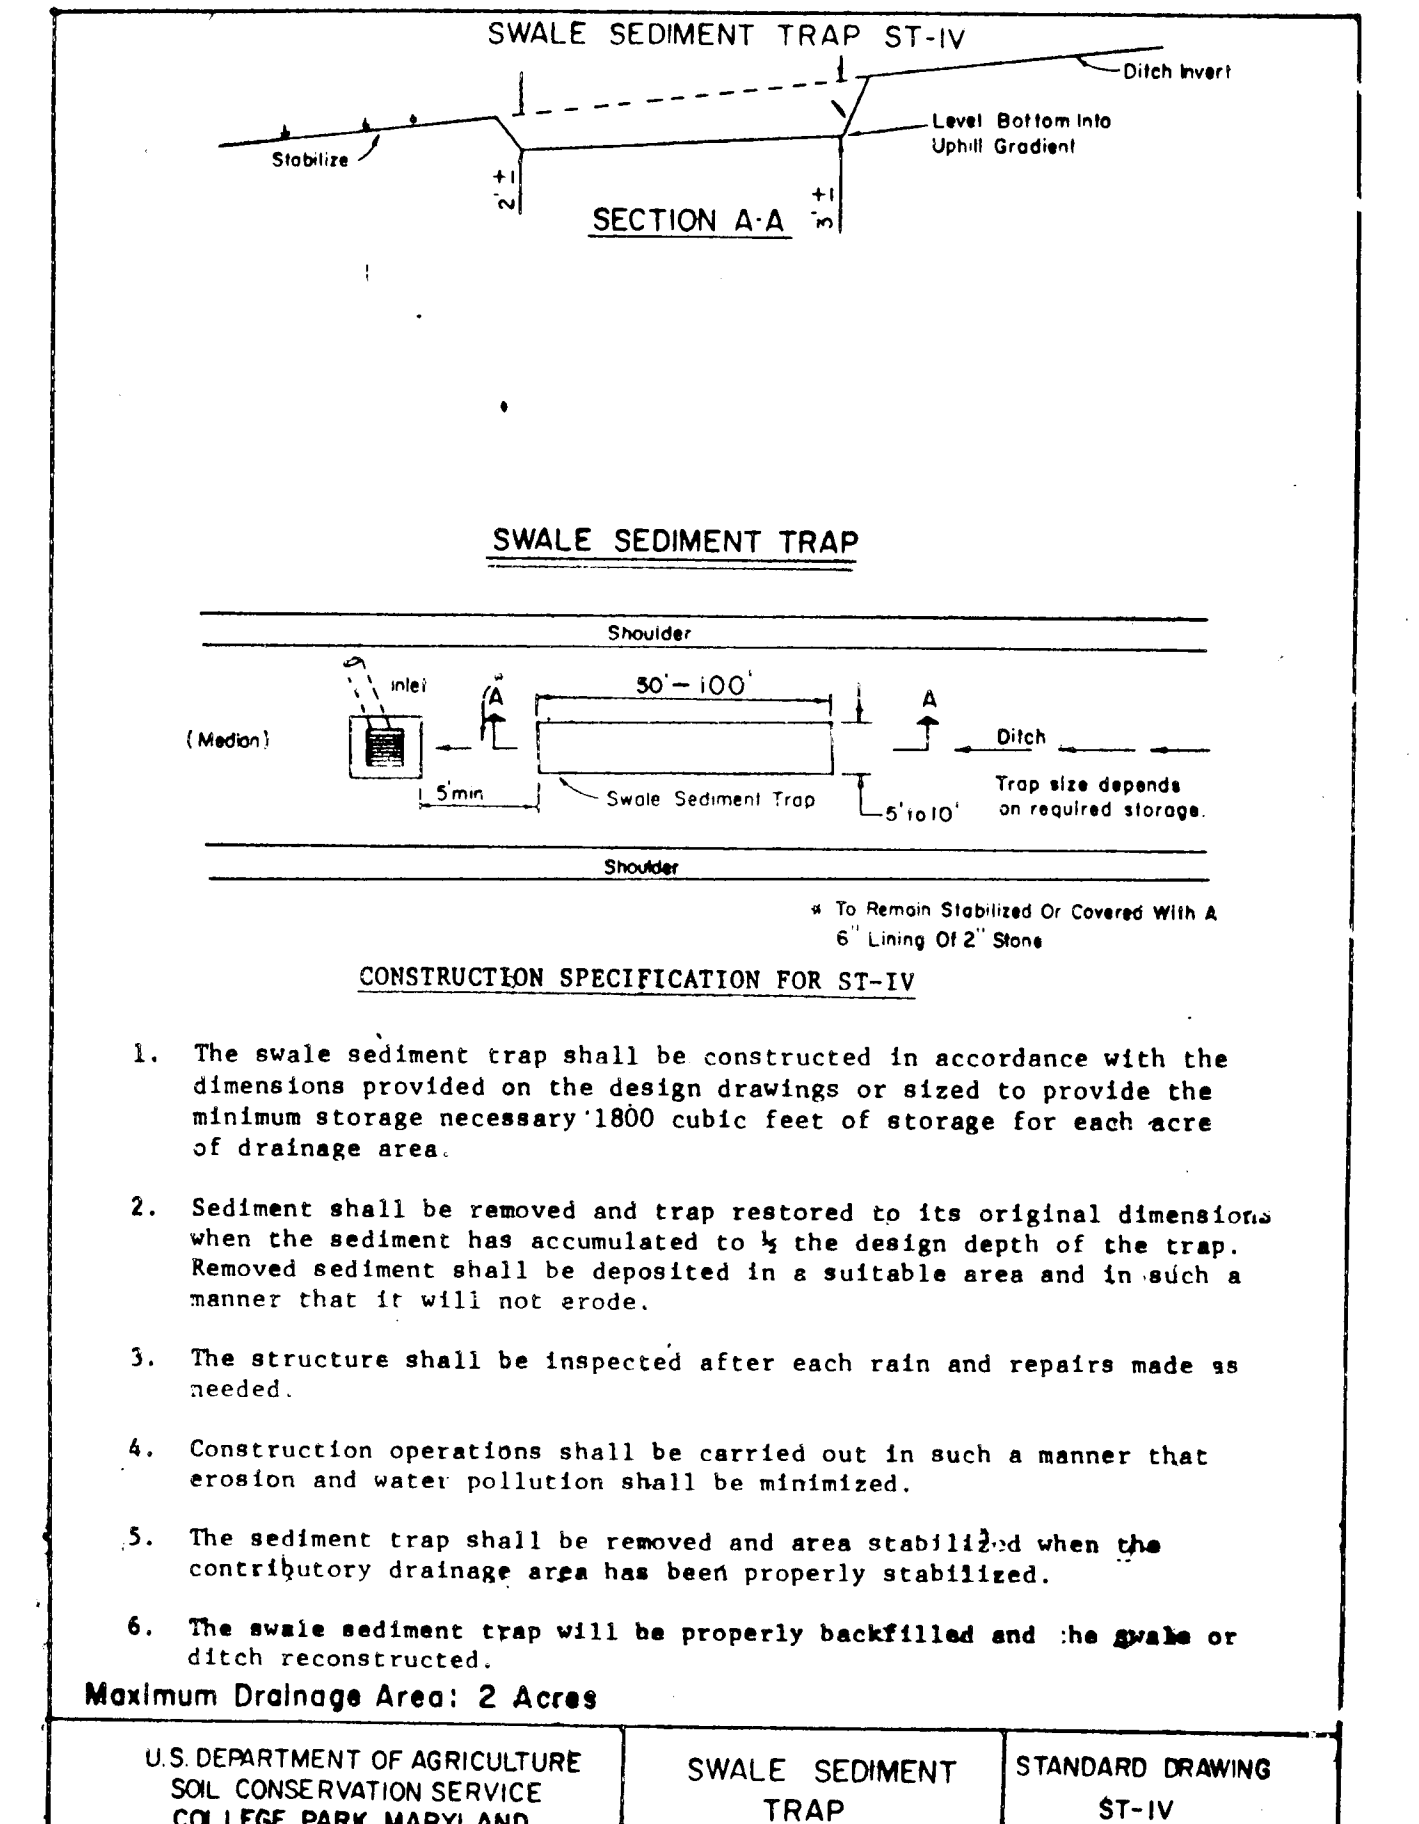 SWALE SEDIMENT TRAP ST-IV
Ditch Invert
Level Bottom Into
Uphill Gradient
Stabilize
2' ±
3' ±
SECTION A-A
SWALE SEDIMENT TRAP
Shoulder
Inlet
A*
50'-100'
A
(Median)
Ditch
5' min
Swale Sediment Trap
5' to 10'
Trap size depends
on required storage.
Shoulder
* To Remain Stabilized Or Covered With A
6" Lining Of 2" Stone
CONSTRUCTION SPECIFICATION FOR ST-IV
1. The swale sediment trap shall be constructed in accordance with the
dimensions provided on the design drawings or sized to provide the
minimum storage necessary 1800 cubic feet of storage for each acre
of drainage area.
2. Sediment shall be removed and trap restored to its original dimensions
when the sediment has accumulated to ½ the design depth of the trap.
Removed sediment shall be deposited in a suitable area and in such a
manner that it will not erode.
3. The structure shall be inspected after each rain and repairs made as
needed.
4. Construction operations shall be carried out in such a manner that
erosion and water pollution shall be minimized.
5. The sediment trap shall be removed and area stabilized when the
contributory drainage area has been properly stabilized.
6. The swale sediment trap will be properly backfilled and the swale or
ditch reconstructed.
Maximum Drainage Area: 2 Acres
U.S. DEPARTMENT OF AGRICULTURE
SOIL CONSERVATION SERVICE
COLLEGE PARK, MARYLAND
SWALE SEDIMENT
TRAP
STANDARD DRAWING
ST-IV